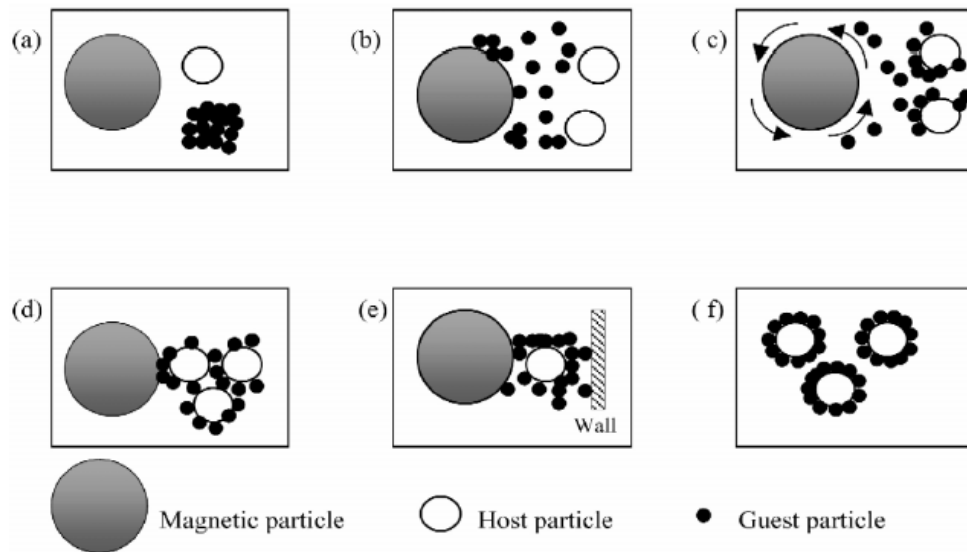 (a)
(b)
( c)
(d)
(e)
( f)
Wall
Magnetic particle
Host particle
Guest particle